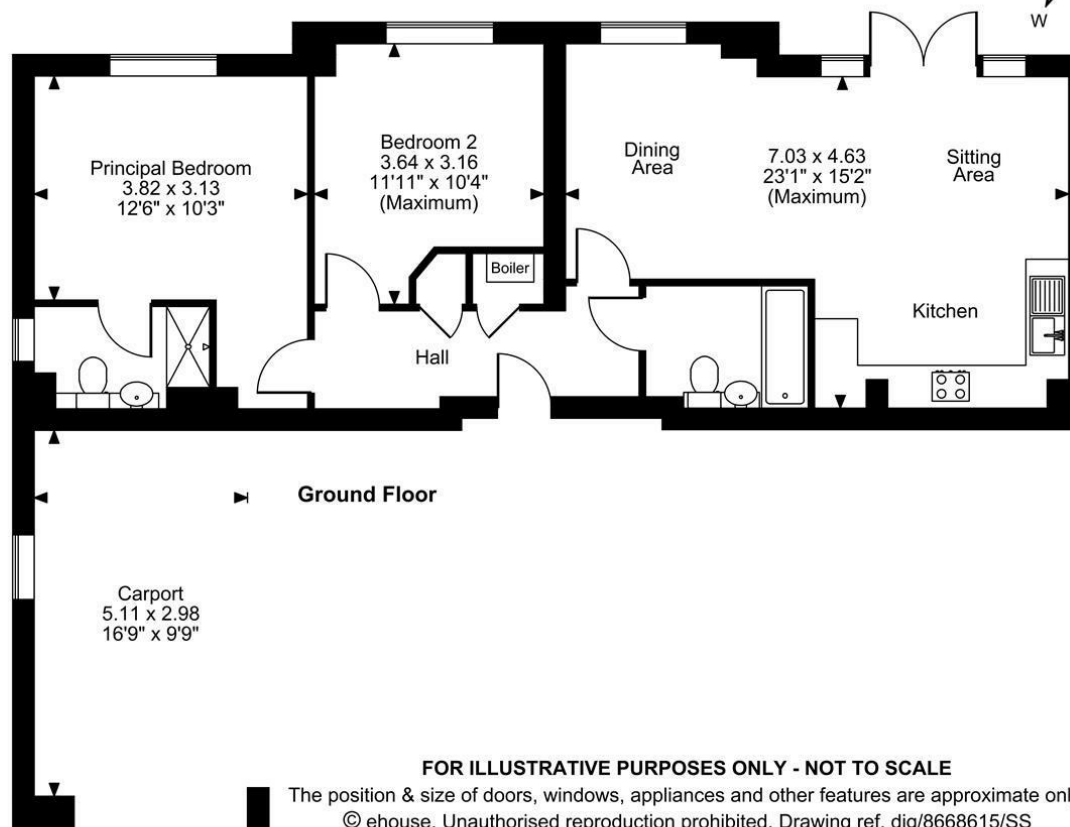 W
Principal Bedroom
3.82 x 3.13
12'6" x 10'3"
Bedroom 2
3.64 x 3.16
11'11" x 10'4"
(Maximum)
Dining
Area
7.03 x 4.63
23'1" x 15'2"
(Maximum)
Sitting
Area
Boiler
Kitchen
Hall
Ground Floor
Carport
5.11 x 2.98
16'9" x 9'9"
FOR ILLUSTRATIVE PURPOSES ONLY - NOT TO SCALE
The position & size of doors, windows, appliances and other features are approximate onl
© ehouse. Unauthorised reproduction prohibited. Drawing ref. dig/8668615/SS